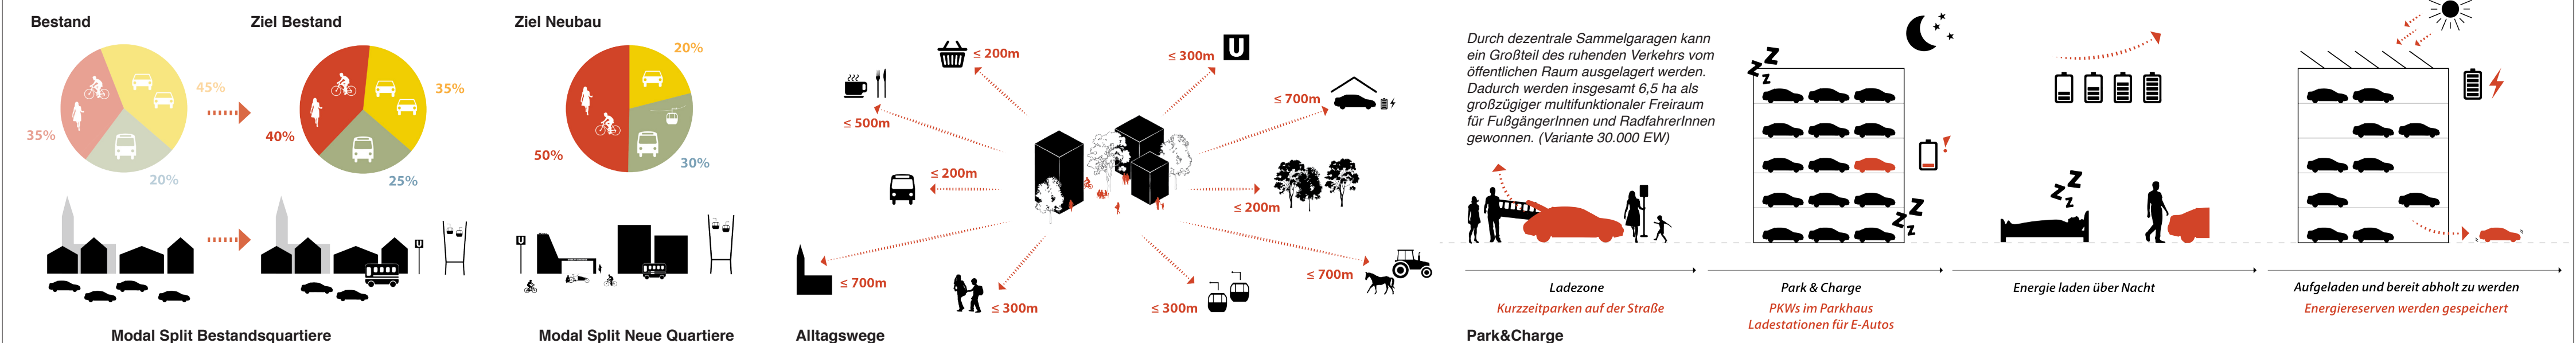 Bestand
45%
35%
20%
Ziel Bestand
35%
40%
25%
U
Modal Split Bestandsquartiere
Ziel Neubau
20%
50%
30%
U
Modal Split Neue Quartiere
≤ 200m
≤ 300m
U
≤ 500m
≤ 700m
≤ 200m
≤ 200m
≤ 700m
≤ 300m
≤ 300m
≤ 700m
Alltagswege
Durch dezentrale Sammelgaragen kann
ein Großteil des ruhenden Verkehrs vom
öffentlichen Raum ausgelagert werden.
Dadurch werden insgesamt 6,5 ha als
großzügiger multifunktionaler Freiraum
für FußgängerInnen und RadfahrerInnen
gewonnen. (Variante 30.000 EW)
Ladezone
Kurzzeitparken auf der Straße
Park&Charge
z z Z
!
z z Z
Park & Charge
PKWs im Parkhaus
Ladestationen für E-Autos
z z Z
Energie laden über Nacht
Aufgeladen und bereit abholt zu werden
Energiereserven werden gespeichert